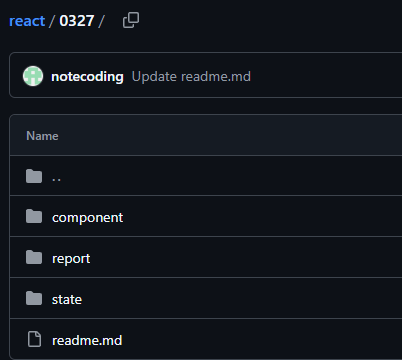 react / 0327 /
notecoding Update readme.md
Name
..
component
report
state
readme.md